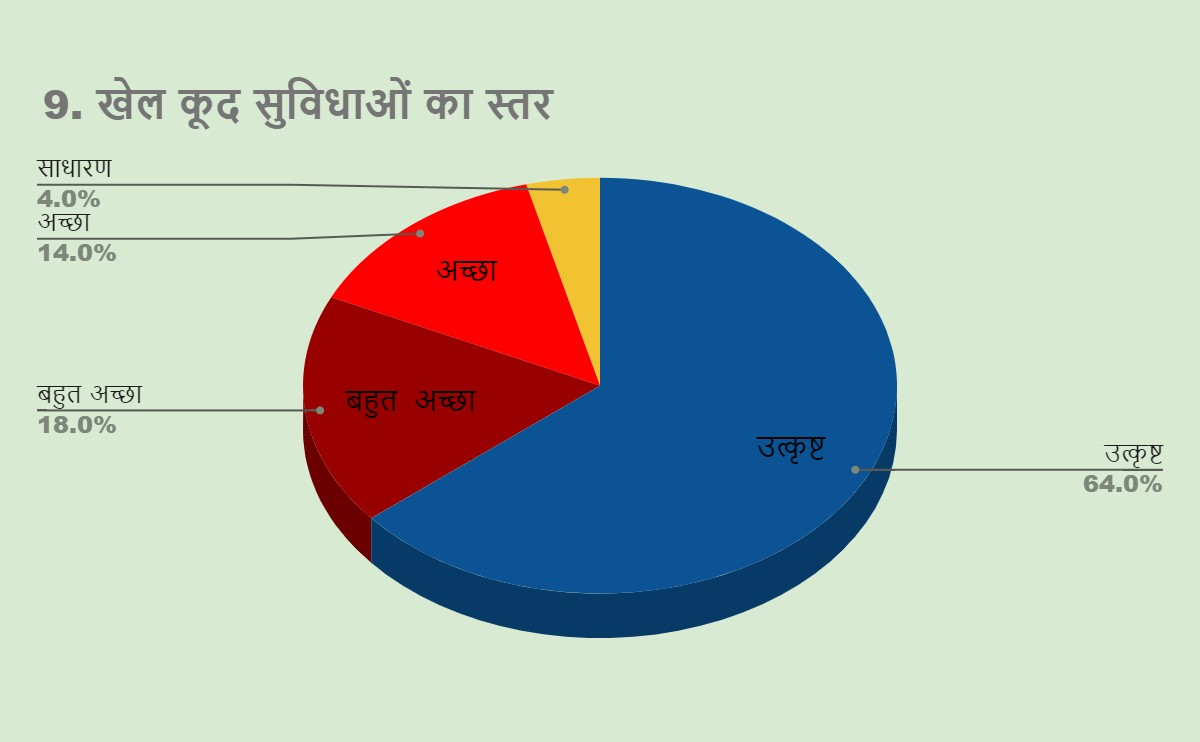 9. खेल कूद सुविधाओं का स्तर
साधारण
4.0%
अच्छा
14.0%
अच्छा
बहुत अच्छा
18.0%
बहुत अच्छा
उत्कृष्ट
उत्कृष्ट
64.0%